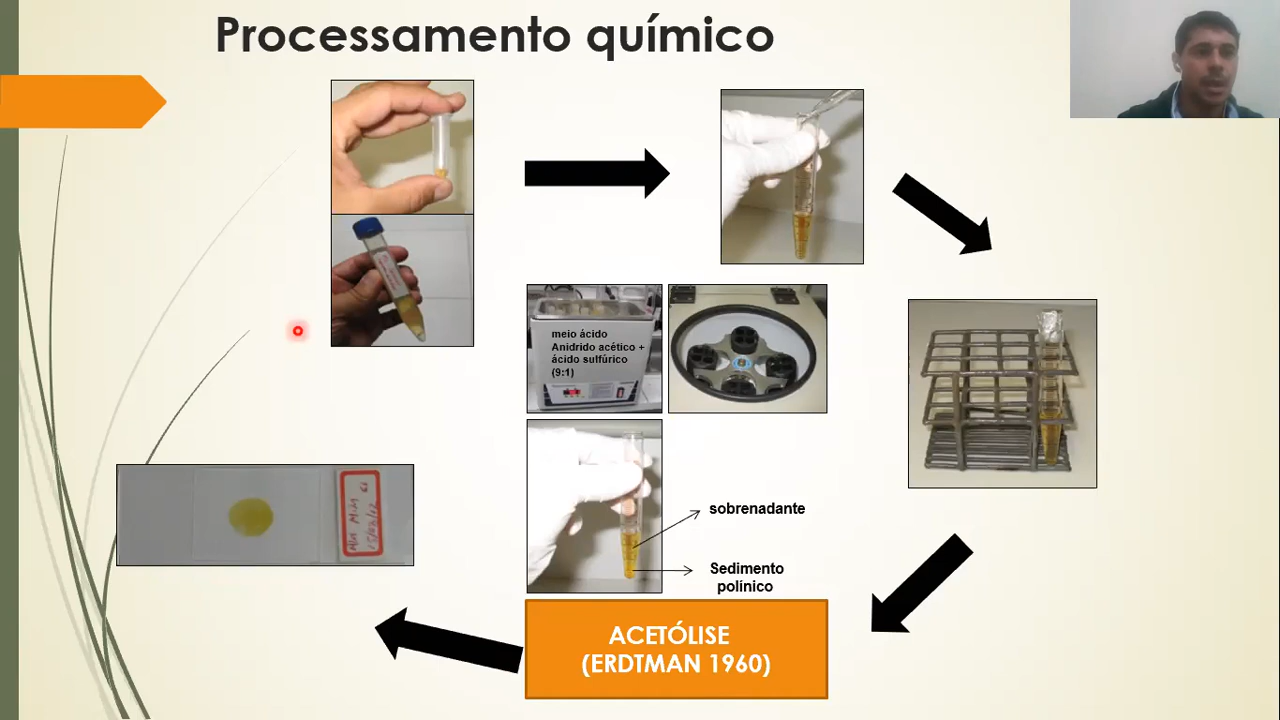 Processamento químico
meio ácido
Anidrido acético +
ácido sulfúrico
(9:1)
sobrenadante
Sedimento
polínico
ACETÓLISE
(ERDTMAN 1960)